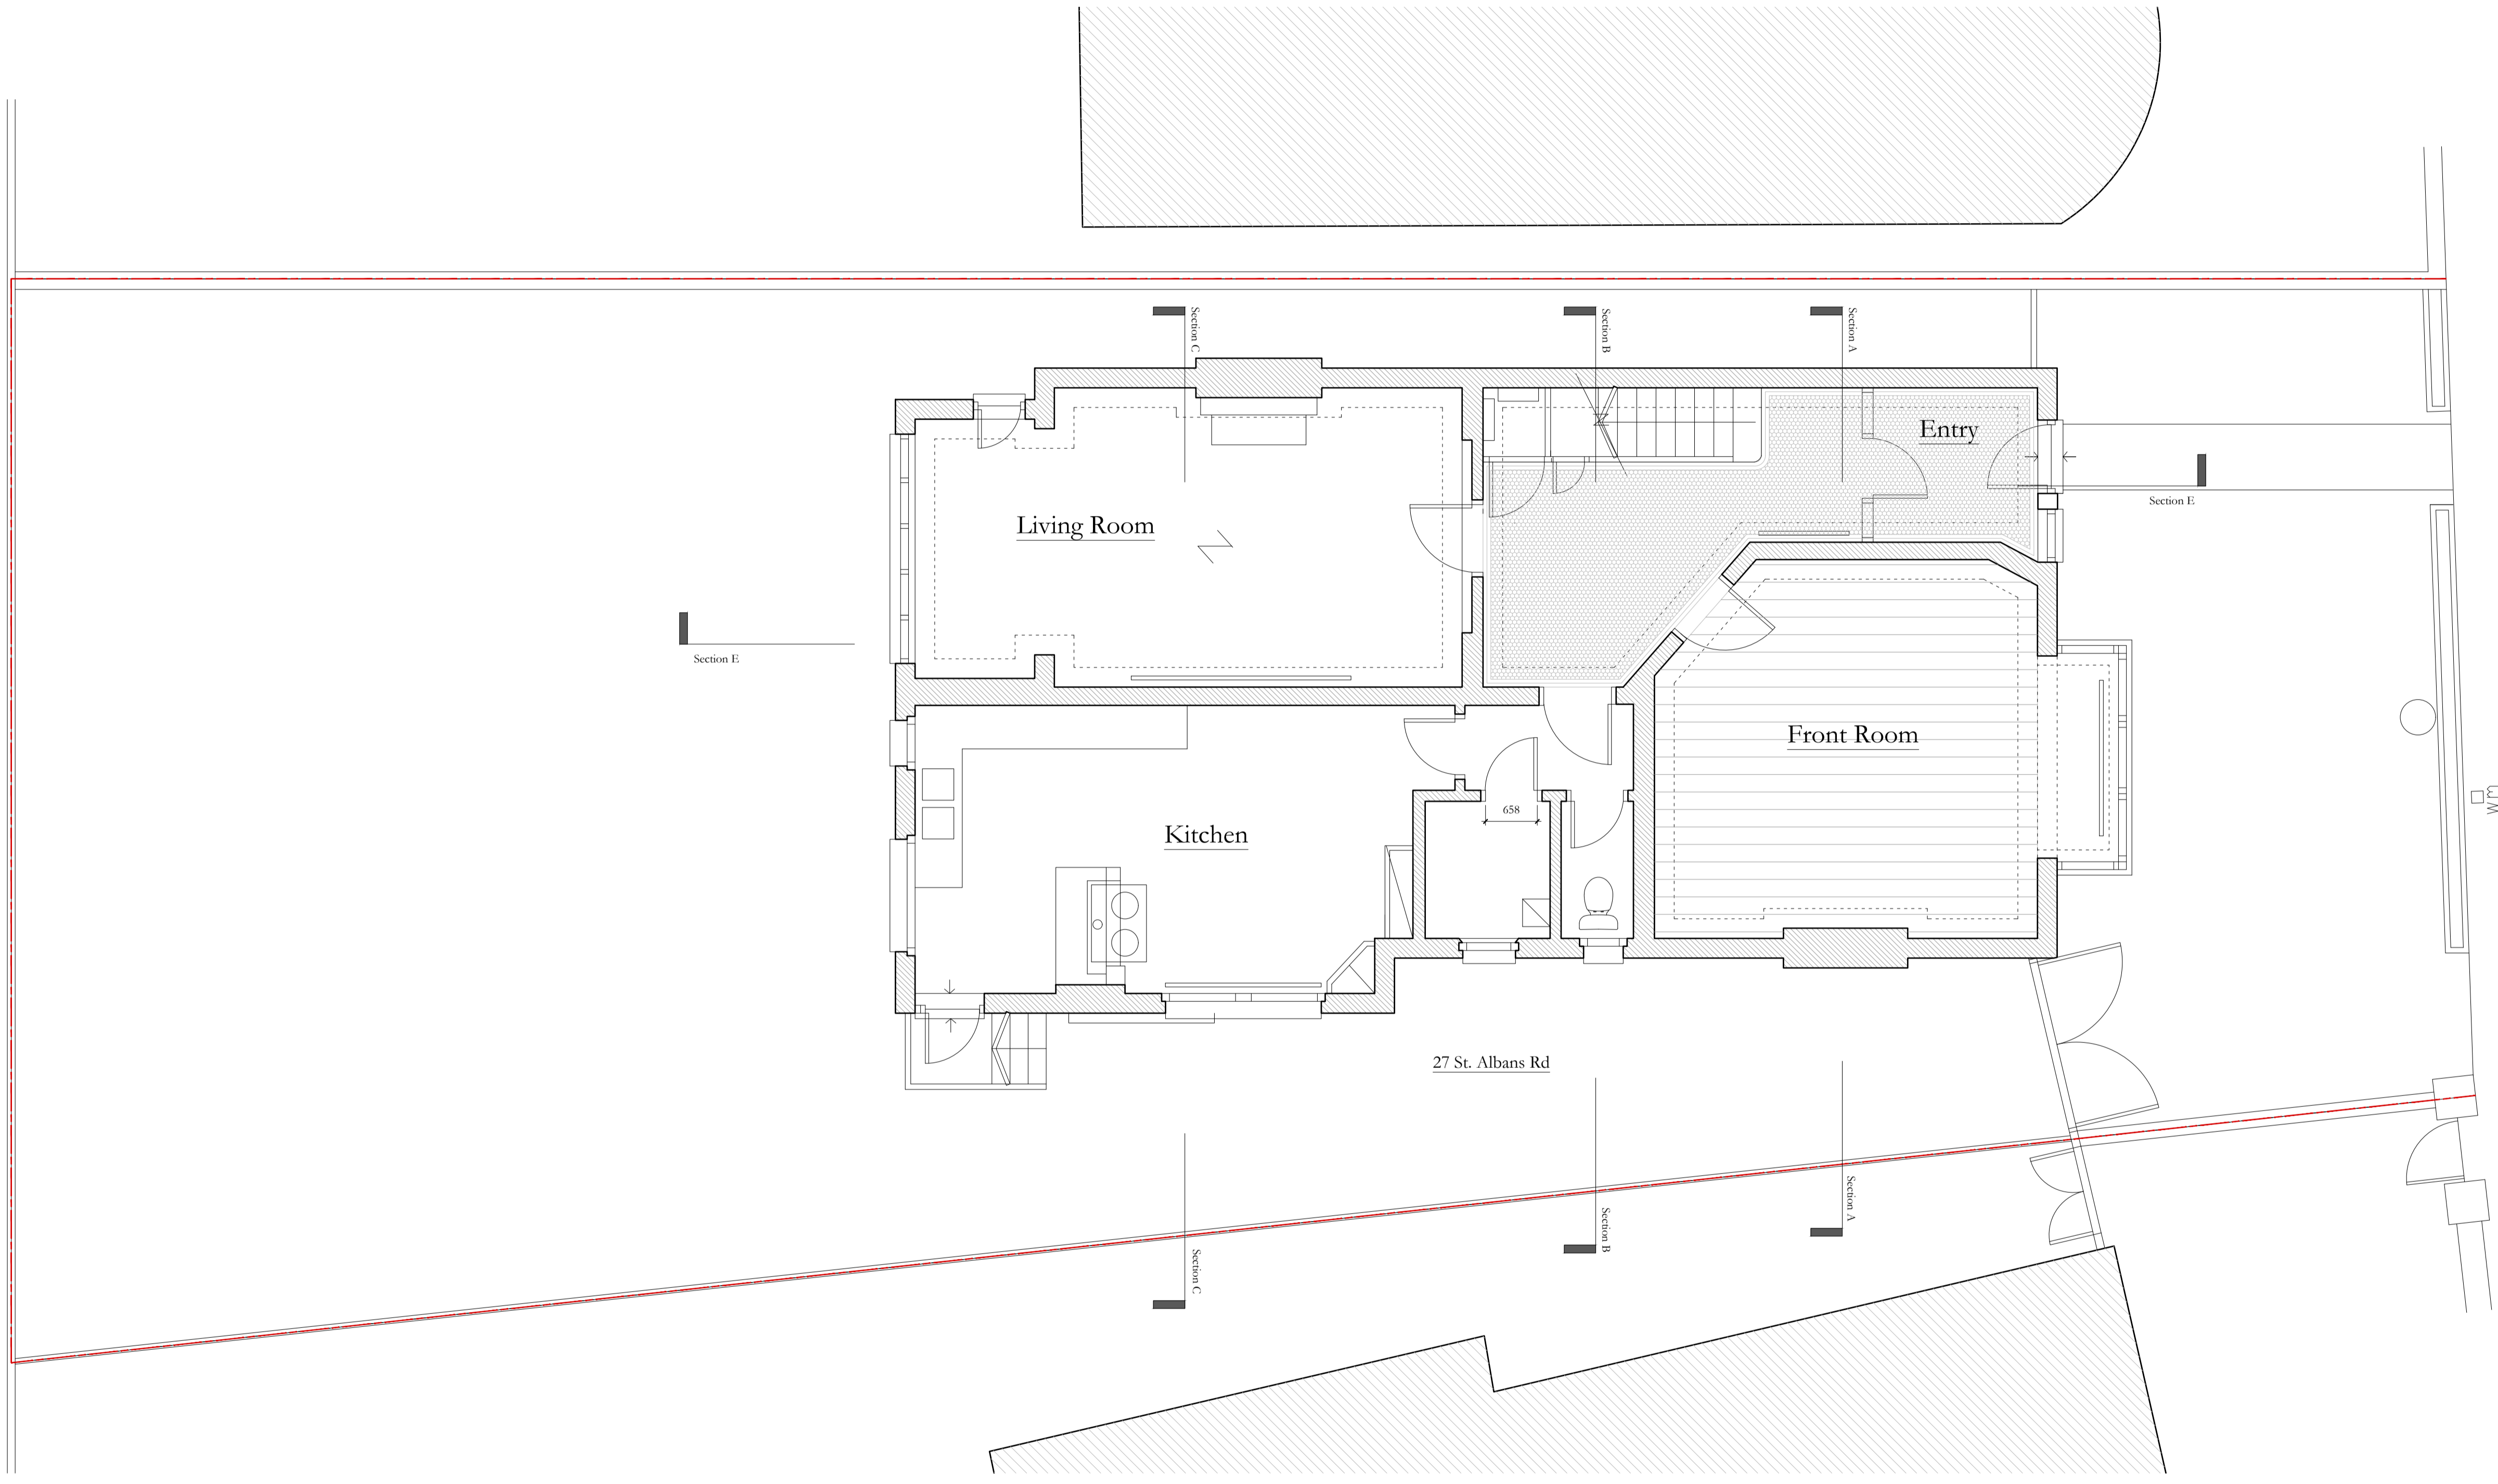 Section C
Section B
Section A
Entry
Section E
Living Room
Section E
Front Room
Wm
658
Kitchen
27 St. Albans Rd
Section A
Section B
Section C